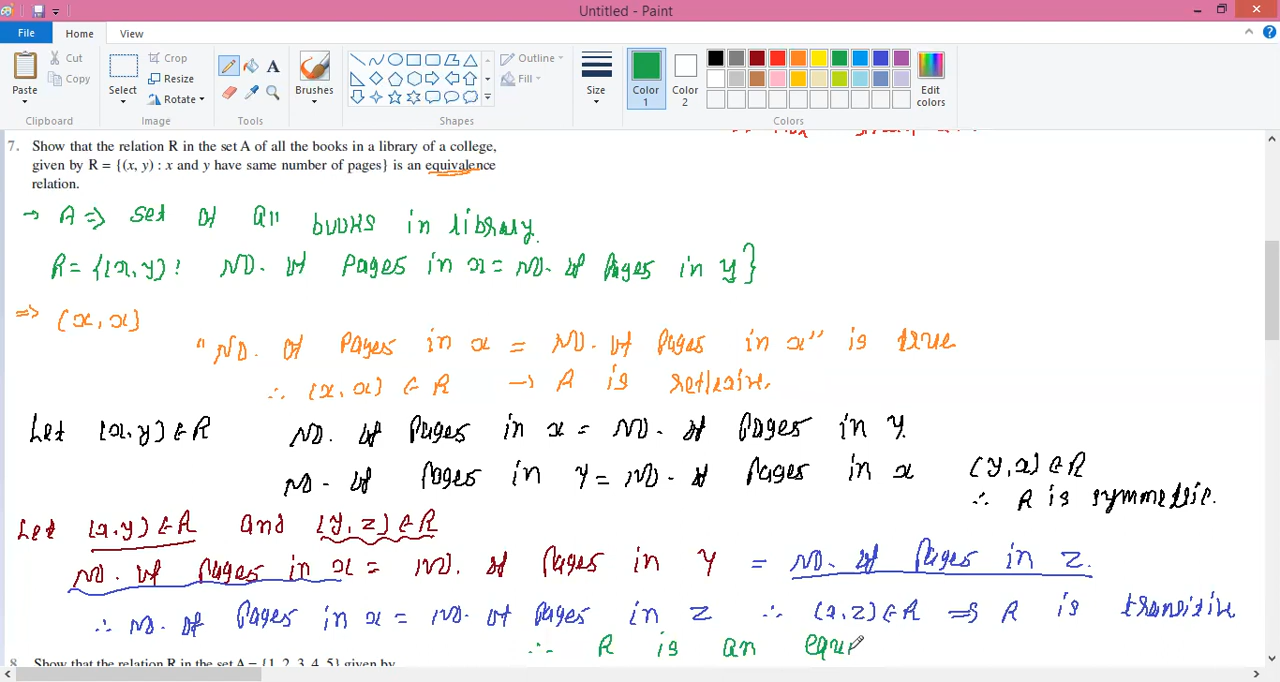 Untitled - Paint
File Home View
Paste Cut Copy Select Crop Resize Rotate Brushes Outline Fill Size Color 1 Color 2 Edit colors
Clipboard Image Tools Shapes Colors
7. Show that the relation R in the set A of all the books in a library of a college,
given by R = {(x, y) : x and y have same number of pages} is an equivalence
relation.
→ A ⇒ set of all books in library.
R = {(x, y) : NO. of Pages in x = NO. of Pages in y}
⇒ (x, x)
"NO. of Pages in x = NO. of Pages in x" is true
∴ (x, x) ∈ R → R is reflexive.
Let (x, y) ∈ R NO. of Pages in x = NO. of Pages in y.
NO. of Pages in y = NO. of Pages in x (y, x) ∈ R
∴ R is symmetric.
Let (x, y) ∈ R and (y, z) ∈ R
NO. of Pages in x = NO. of Pages in y = NO. of Pages in z.
∴ NO. of Pages in x = NO. of Pages in z ∴ (x, z) ∈ R ⇒ R is transitive
∴ R is an equi
8. Show that the relation R in the set A = {1, 2, 3, 4, 5} given by